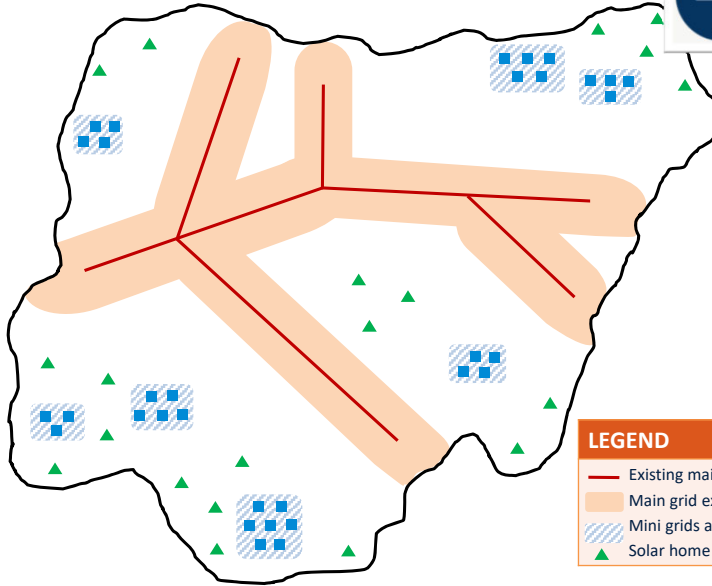 LEGEND
Existing mai
Main grid ex
Mini grids a
Solar home